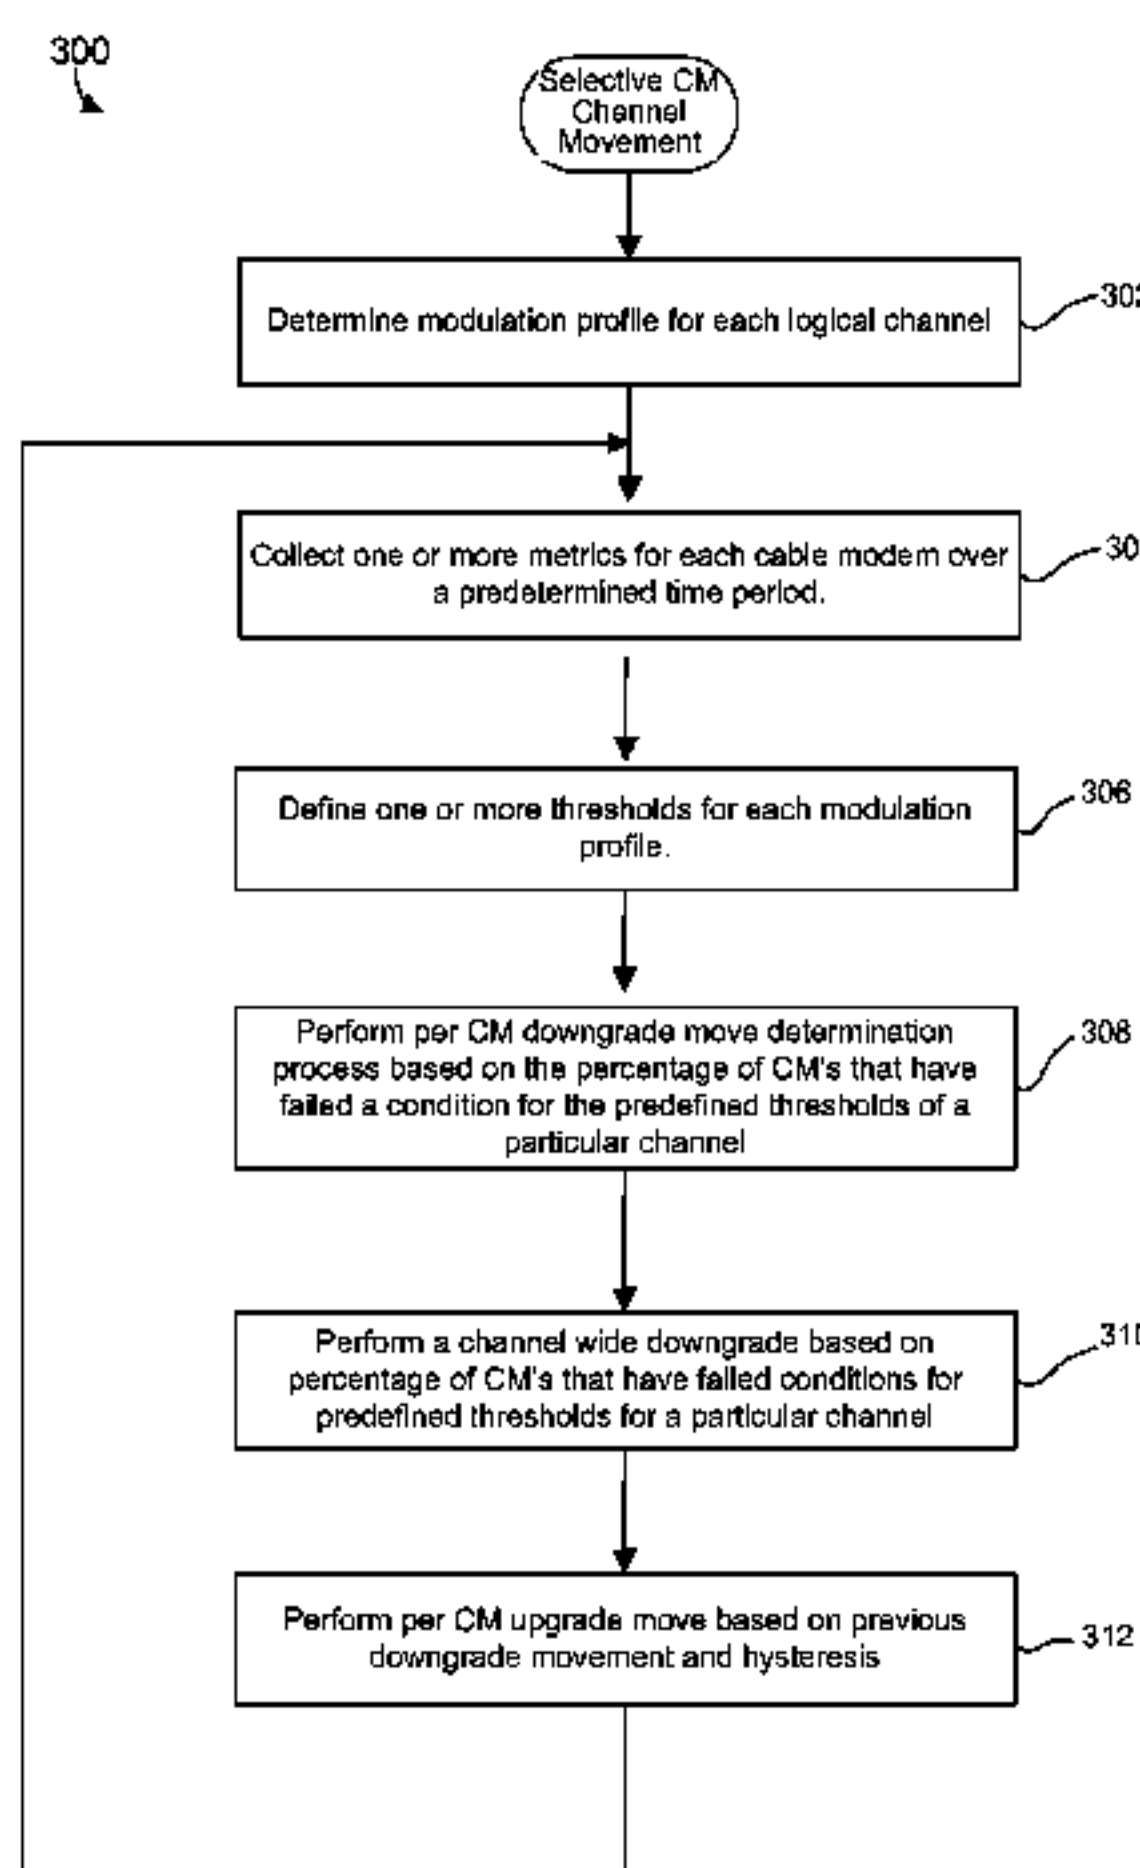 300
Selective CM
Channel
Movement
Determine modulation profile for each logical channel
302
Collect one or more metrics for each cable modem over
a predetermined time period.
30
Define one or more thresholds for each modulation
profile.
306
Perform per CM downgrade move determination
process based on the percentage of CM's that have
failed a condition for the predefined thresholds of a
particular channel
308
Perform a channel wide downgrade based on
percentage of CM's that have failed conditions for
predefined thresholds for a particular channel
310
Perform per CM upgrade move based on previous
downgrade movement and hysteresis
312